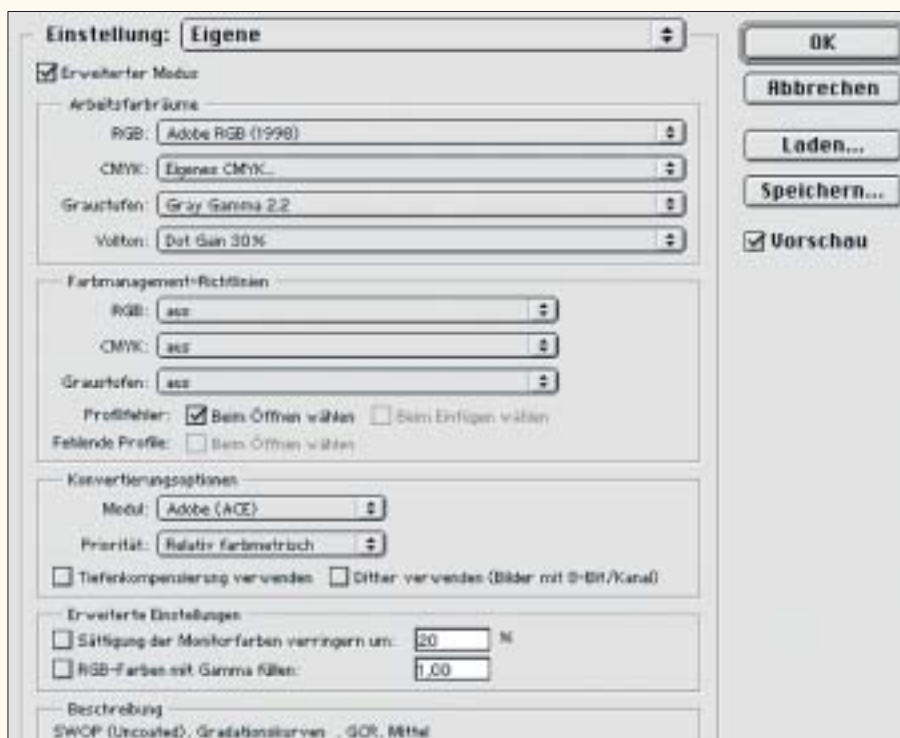 Einstellung: Eigene
Erweiterter Modus
Arbeitsfarbräume
RGB: Adobe RGB (1998)
CMYK: Eigenes CMYK...
Graustufen: Gray Gamma 2.2
Vollton: Dot Gain 30%
Farbmanagement-Richtlinien
RGB: aus
CMYK: aus
Graustufen: aus
Profilfehler: Beim Öffnen wählen Beim Einfügen wählen
Fehlende Profile: Beim Öffnen wählen
Konvertierungsoptionen
Modul: Adobe (ACE)
Priorität: Relativ farbmetrisch
Tiefenkompensierung verwenden Dither verwenden (Bilder mit 8-Bit/Kanal)
Erweiterte Einstellungen
Sättigung der Monitorfarben verringern um: 20 %
RGB-Farben mit Gamma füllen: 1,00
Beschreibung
SWOP (Uncoated), Gradationskurven , GCR, Mittel
OK
Abbrechen
Laden...
Speichern...
Vorschau